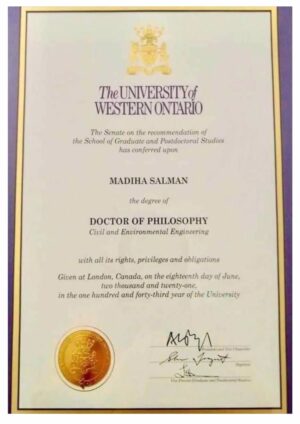 The UNIVERSITY of
WESTERN ONTARIO
The Senate on the recommendation of
the School of Graduate and Postdoctoral Studies
has conferred upon
MADIHA SALMAN
the degree of
DOCTOR OF PHILOSOPHY
Civil and Environmental Engineering
with all its rights, privileges and obligations
Given at London, Canada, on the eighteenth day of June,
two thousand and twenty-one,
in the one hundred and forty-third year of the University